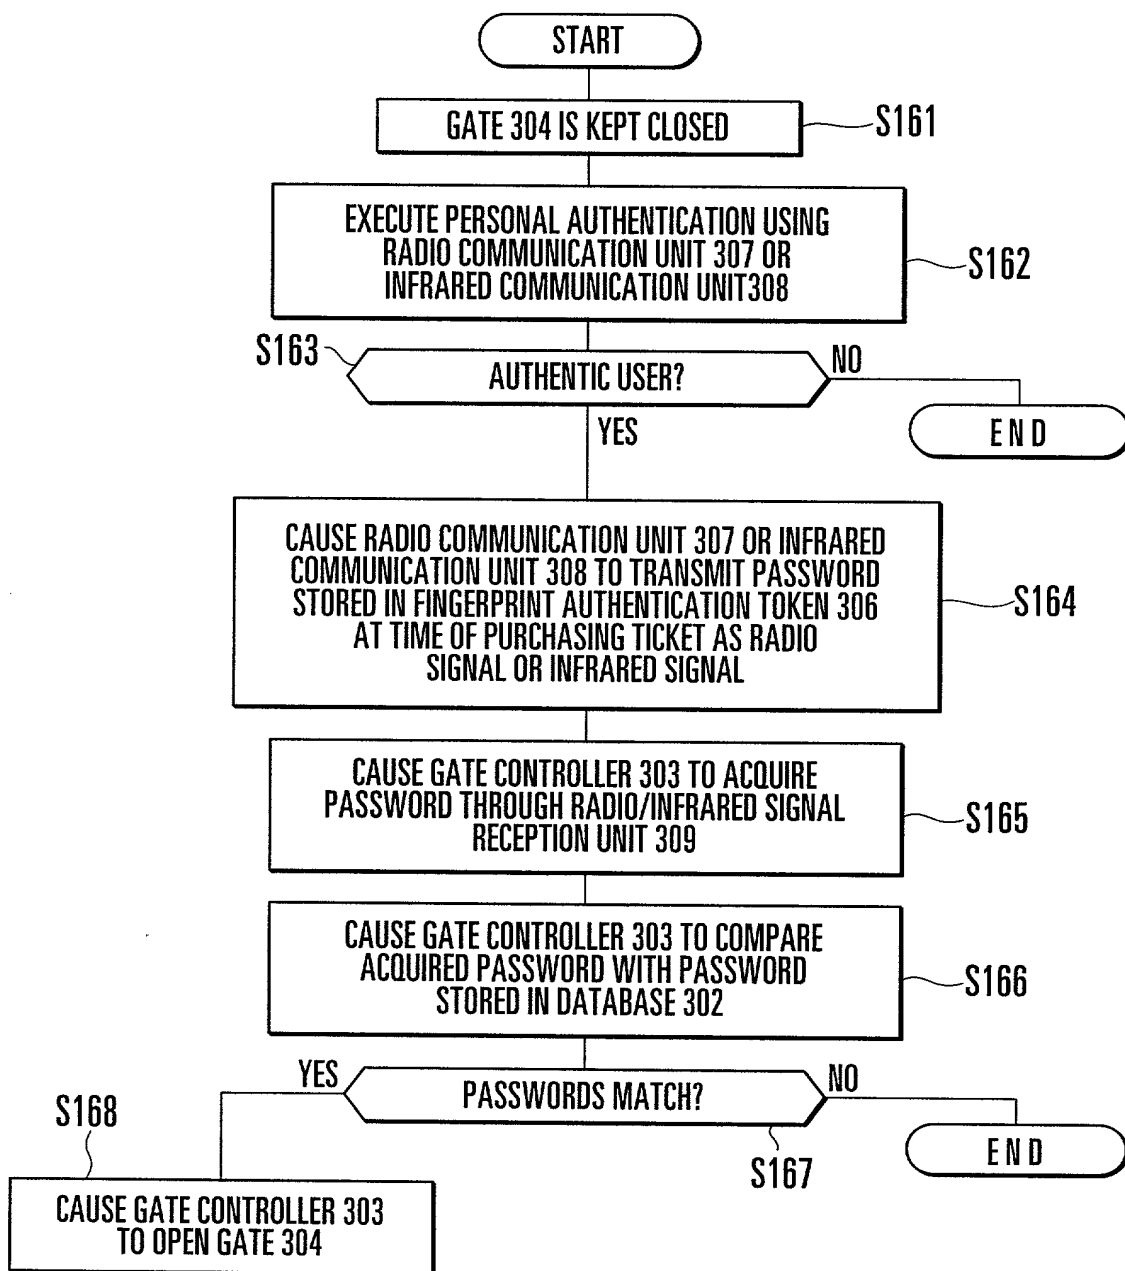 START
GATE 304 IS KEPT CLOSED
S161
EXECUTE PERSONAL AUTHENTICATION USING
RADIO COMMUNICATION UNIT 307 OR
INFRARED COMMUNICATION UNIT308
S162
S163
AUTHENTIC USER?
NO
END
YES
CAUSE RADIO COMMUNICATION UNIT 307 OR INFRARED
COMMUNICATION UNIT 308 TO TRANSMIT PASSWORD
STORED IN FINGERPRINT AUTHENTICATION TOKEN 306
AT TIME OF PURCHASING TICKET AS RADIO
SIGNAL OR INFRARED SIGNAL
S164
CAUSE GATE CONTROLLER 303 TO ACQUIRE
PASSWORD THROUGH RADIO/INFRARED SIGNAL
RECEPTION UNIT 309
S165
CAUSE GATE CONTROLLER 303 TO COMPARE
ACQUIRED PASSWORD WITH PASSWORD
STORED IN DATABASE 302
S166
YES
PASSWORDS MATCH?
NO
S167
END
S168
CAUSE GATE CONTROLLER 303
TO OPEN GATE 304